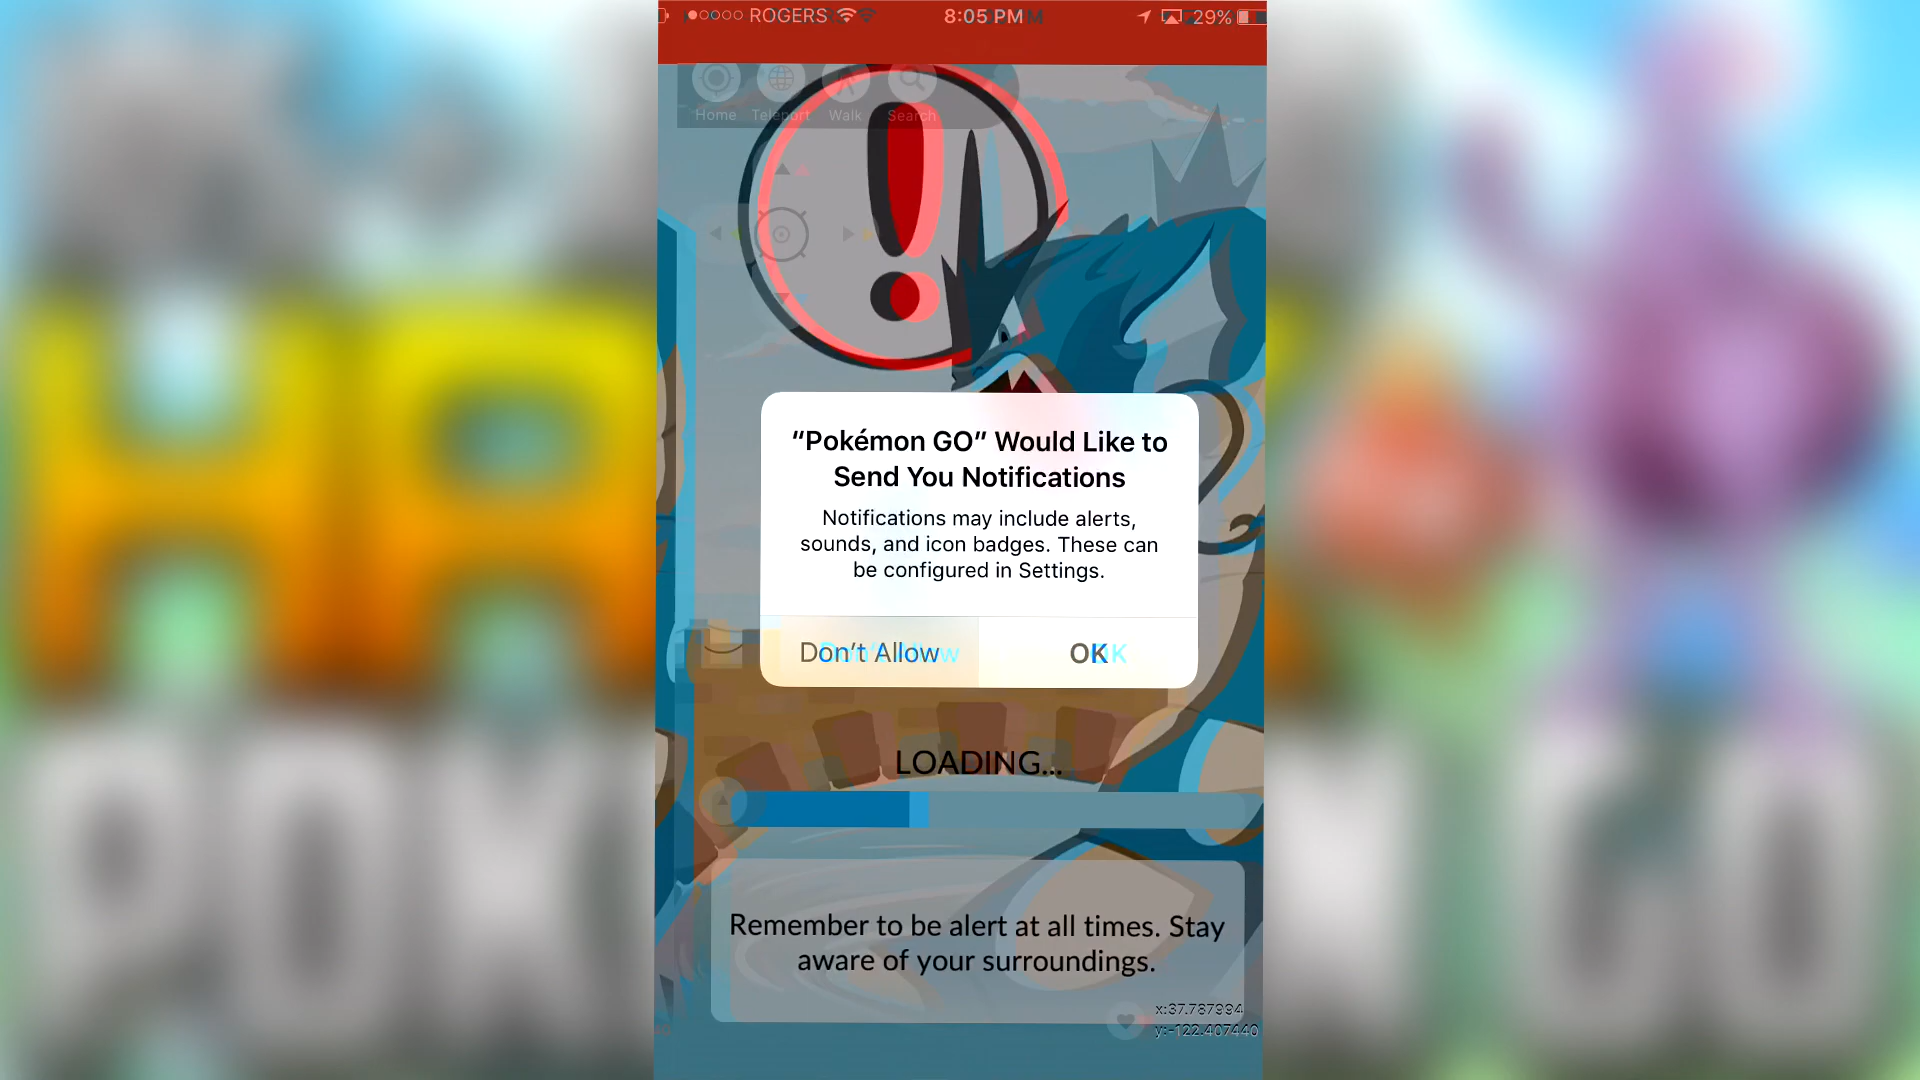 ROGERS 8:05 PM 29%
Home Teleport Walk Search
“Pokémon GO” Would Like to
Send You Notifications
Notifications may include alerts,
sounds, and icon badges. These can
be configured in Settings.
Don’t Allow OK
LOADING...
Remember to be alert at all times. Stay
aware of your surroundings.
x:37.787994
y:-122.407440